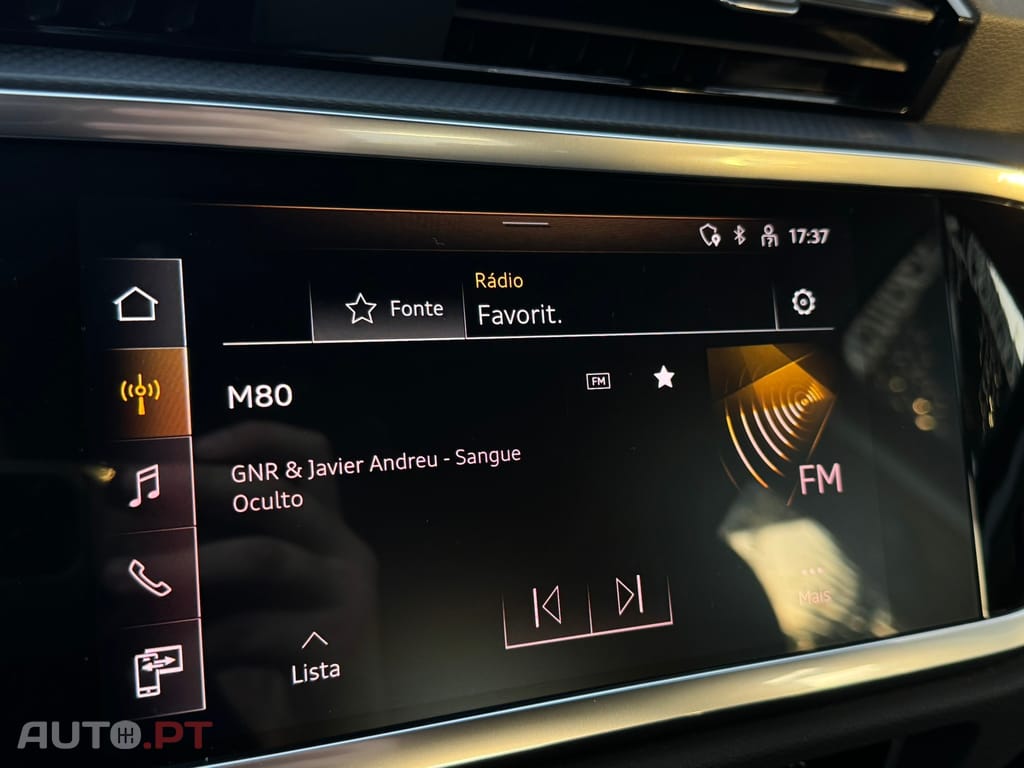 17:37
Rádio
Fonte
Favorit.
M80
FM
GNR & Javier Andreu - Sangue
Oculto
FM
Mais
Lista
AUTO.PT